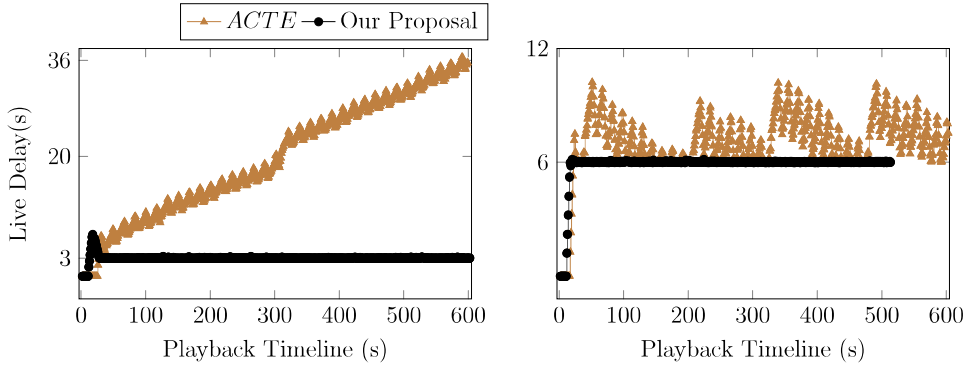 ACTE Our Proposal
36
20
3
Live Delay(s)
0 100 200 300 400 500 600
Playback Timeline (s)
12
6
0 100 200 300 400 500 600
Playback Timeline (s)